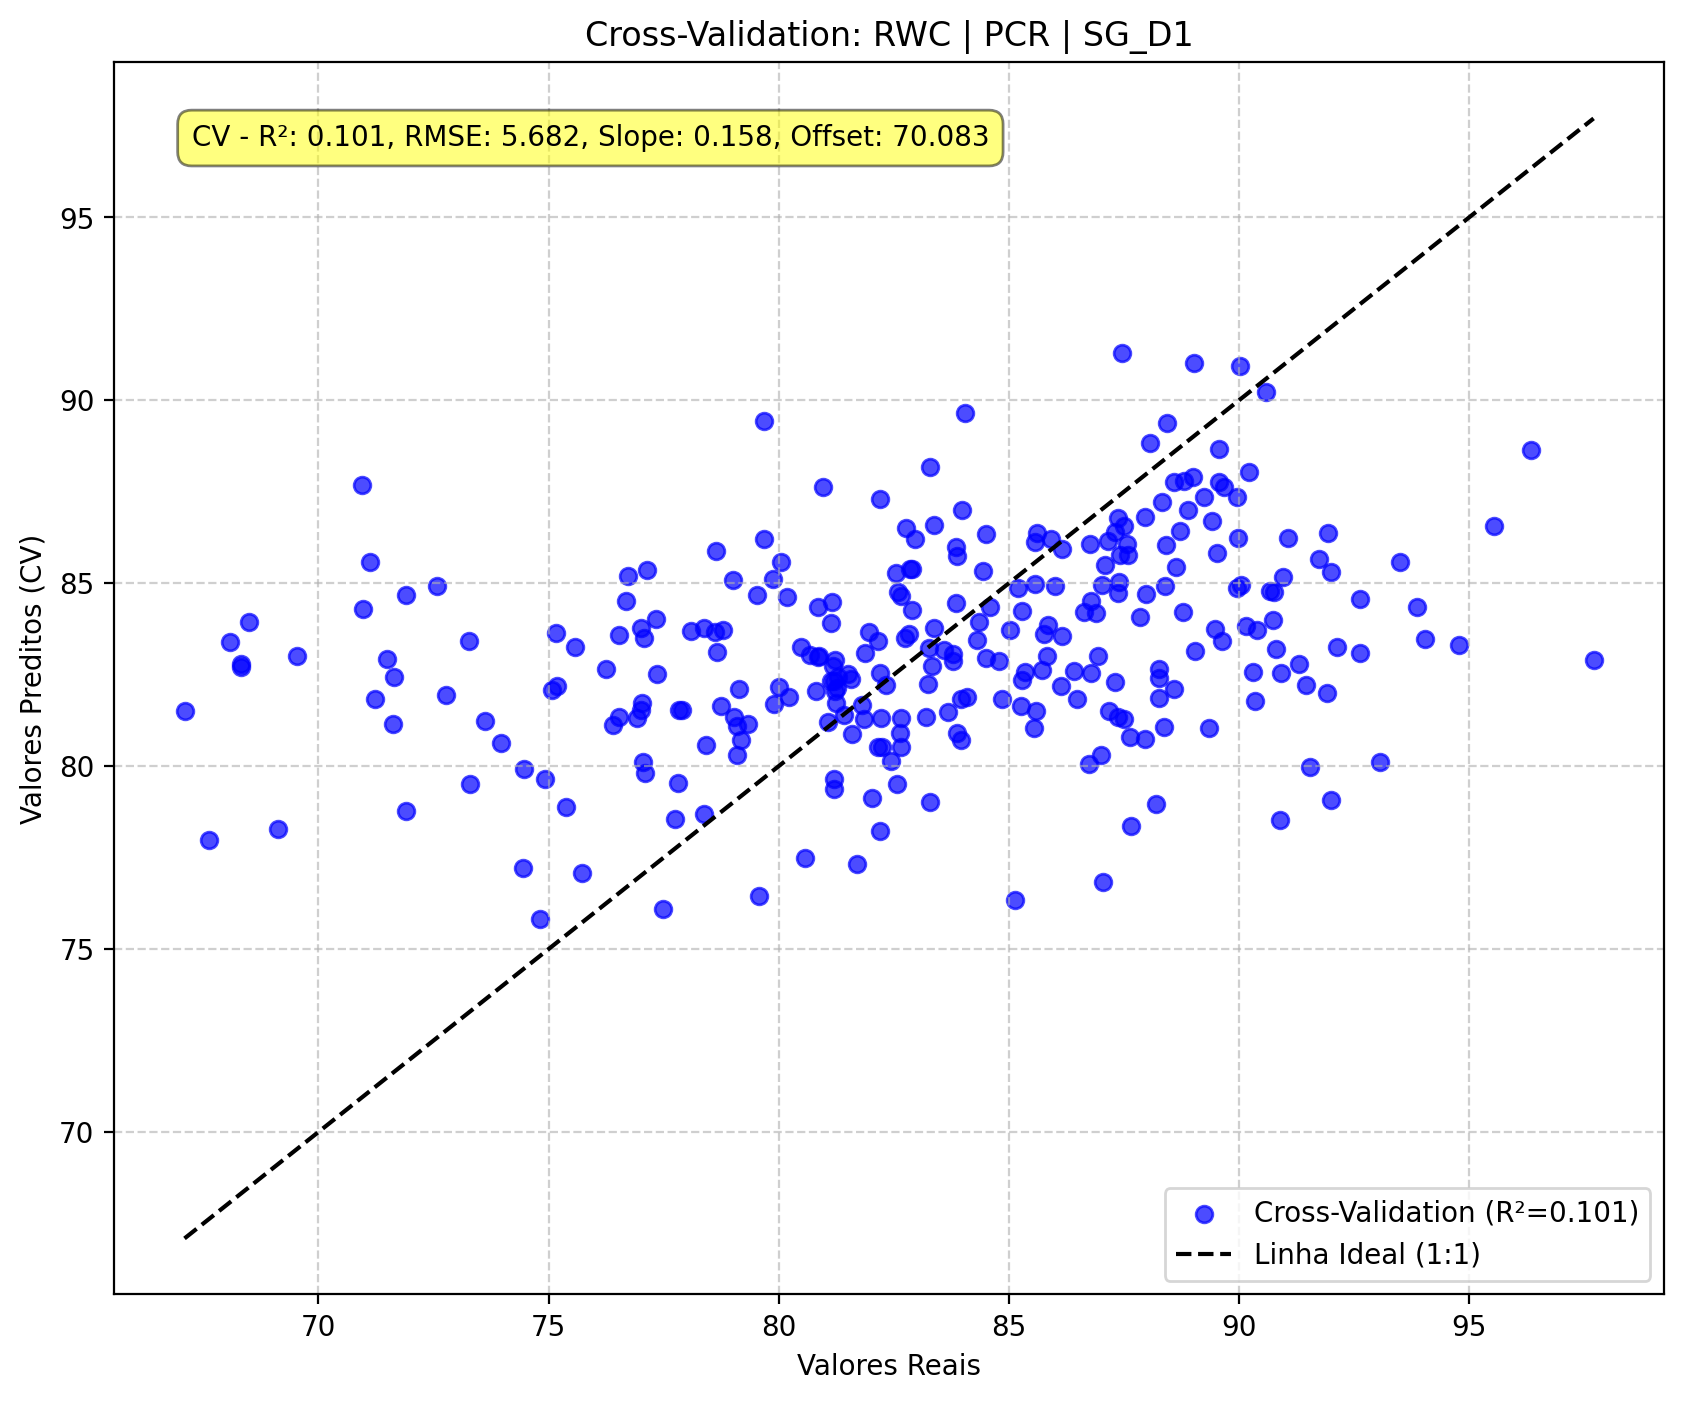 Cross-Validation: RWC | PCR | SG_D1
CV - R²: 0.101, RMSE: 5.682, Slope: 0.158, Offset: 70.083
Valores Preditos (CV)
95
90
85
80
75
70
Cross-Validation (R²=0.101)
Linha Ideal (1:1)
70 75 80 85 90 95
Valores Reais